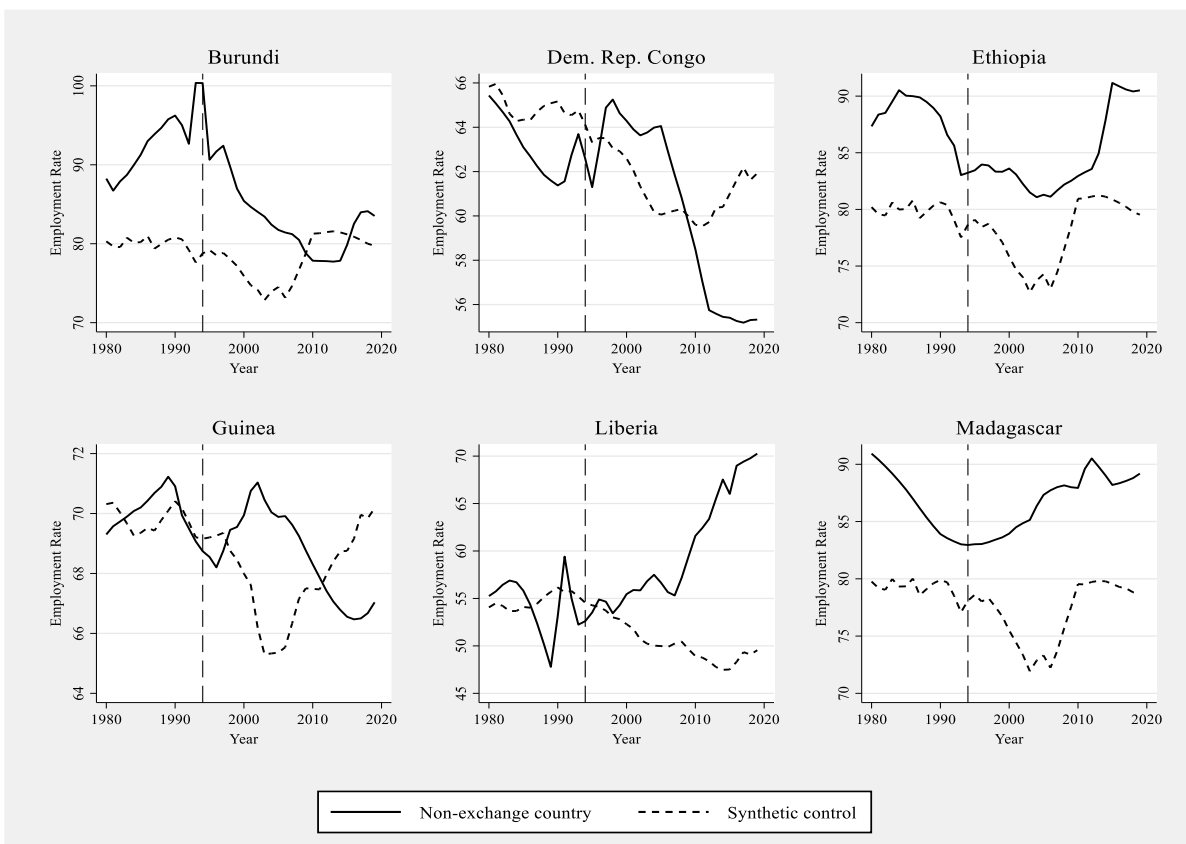 Burundi
Employment Rate
100
90
80
70
1980 1990 2000 2010 2020
Year
Dem. Rep. Congo
Employment Rate
66
64
62
60
58
56
1980 1990 2000 2010 2020
Year
Ethiopia
Employment Rate
90
85
80
75
70
1980 1990 2000 2010 2020
Year
Guinea
Employment Rate
72
70
68
66
64
1980 1990 2000 2010 2020
Year
Liberia
Employment Rate
70
65
60
55
50
45
1980 1990 2000 2010 2020
Year
Madagascar
Employment Rate
90
85
80
75
70
1980 1990 2000 2010 2020
Year
Non-exchange country Synthetic control